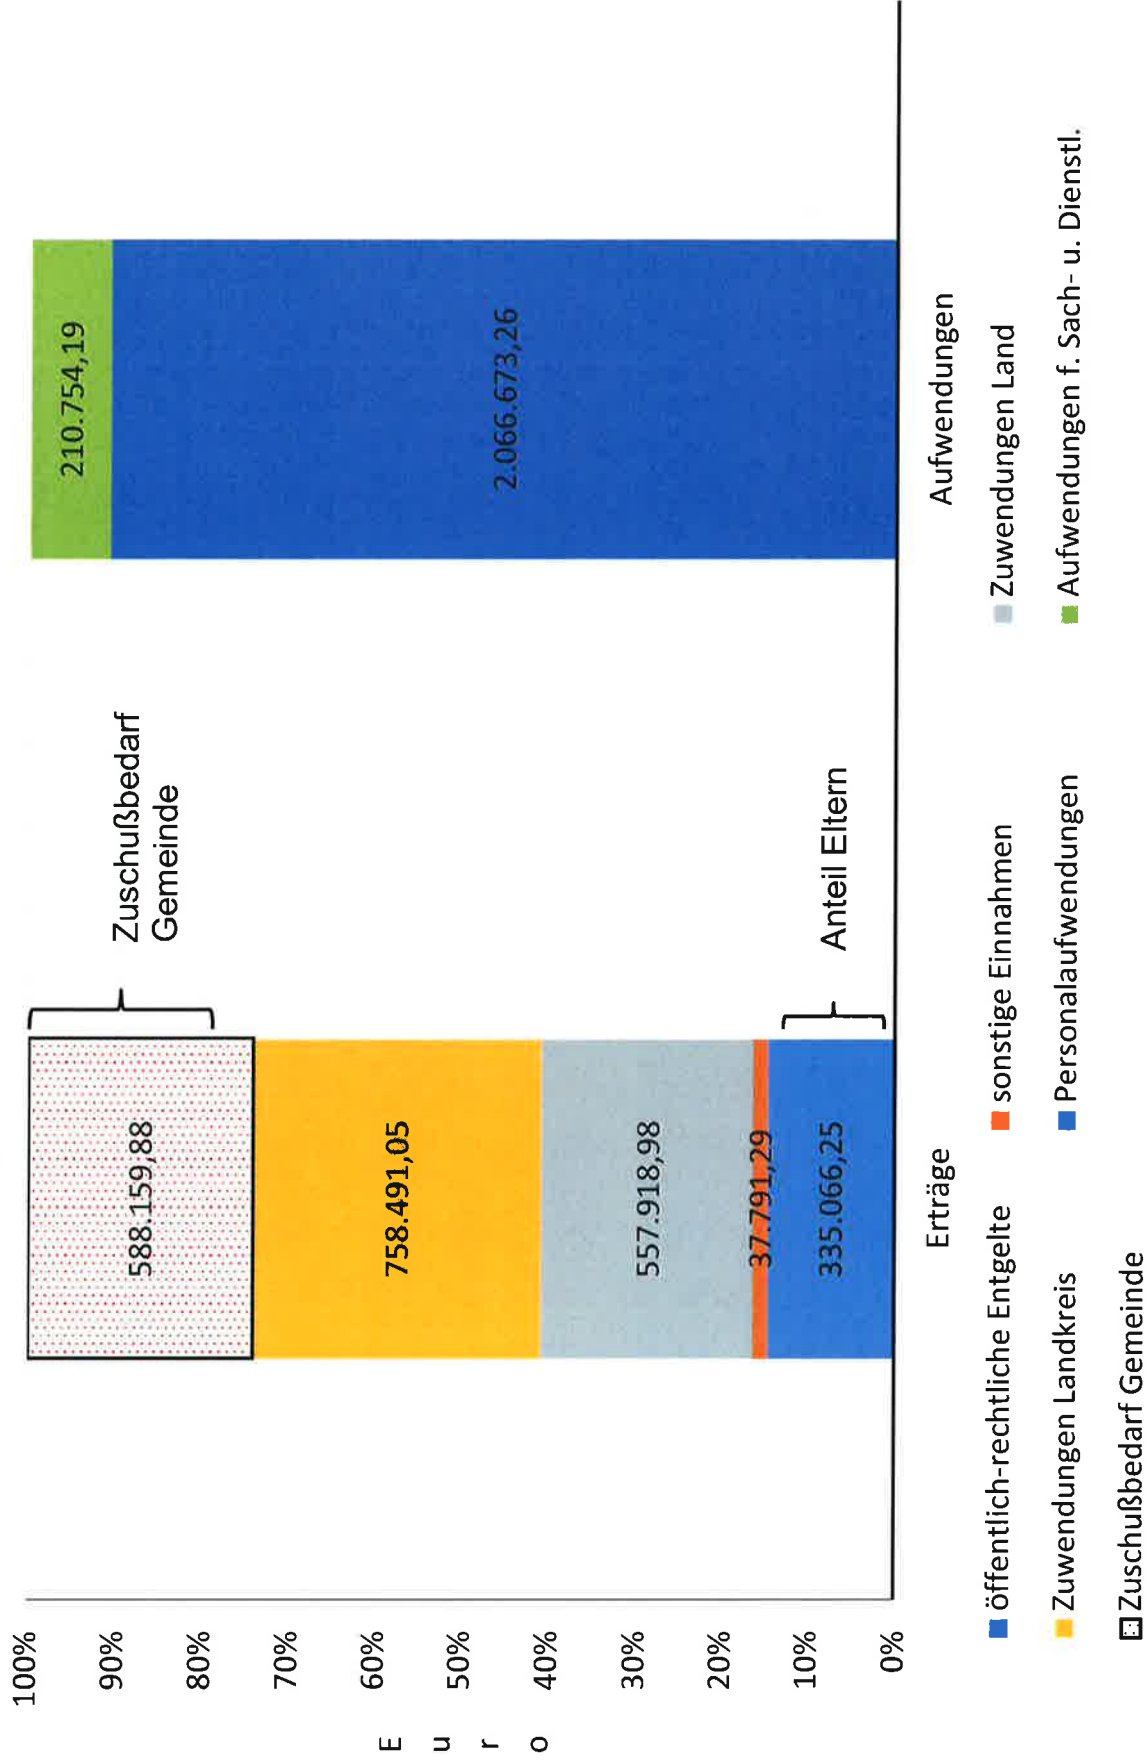 100%
90%
80%
70%
60%
50%
40%
30%
20%
10%
0%
E
u
r
o
588.159,88
758.491,05
557.918,98
37.791,29
335.066,25
Zuschußbedarf
Gemeinde
Anteil Eltern
210.754,19
2.066.673,26
Erträge
Aufwendungen
öffentlich-rechtliche Entgelte
sonstige Einnahmen
Zuwendungen Land
Zuwendungen Landkreis
Personalaufwendungen
Aufwendungen f. Sach- u. Dienstl.
Zuschußbedarf Gemeinde